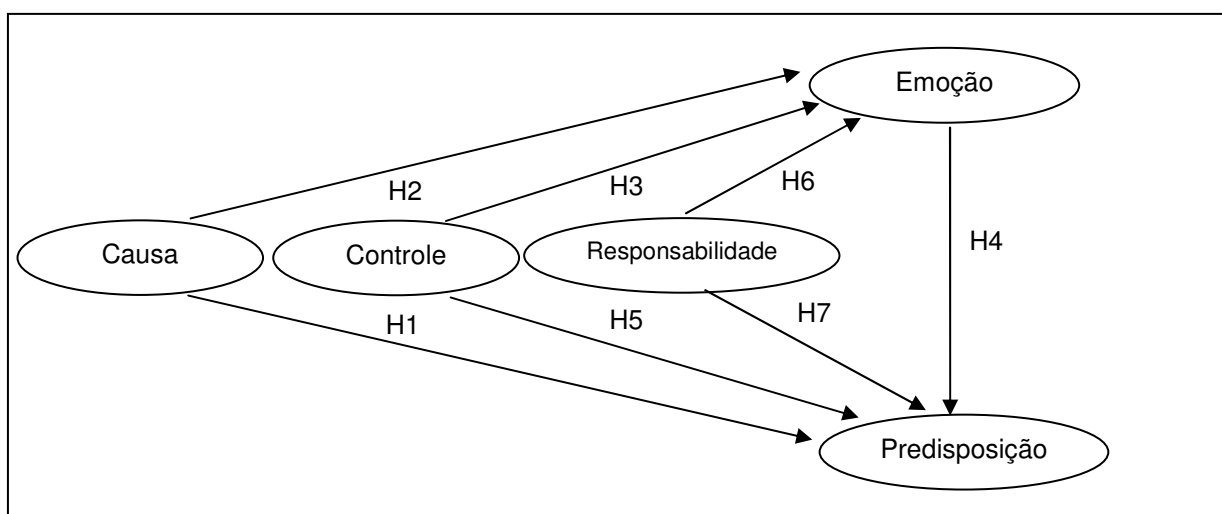 Emoção
H2
H3
H6
Causa
Controle
Responsabilidade
H4
H1
H5
H7
Predisposição